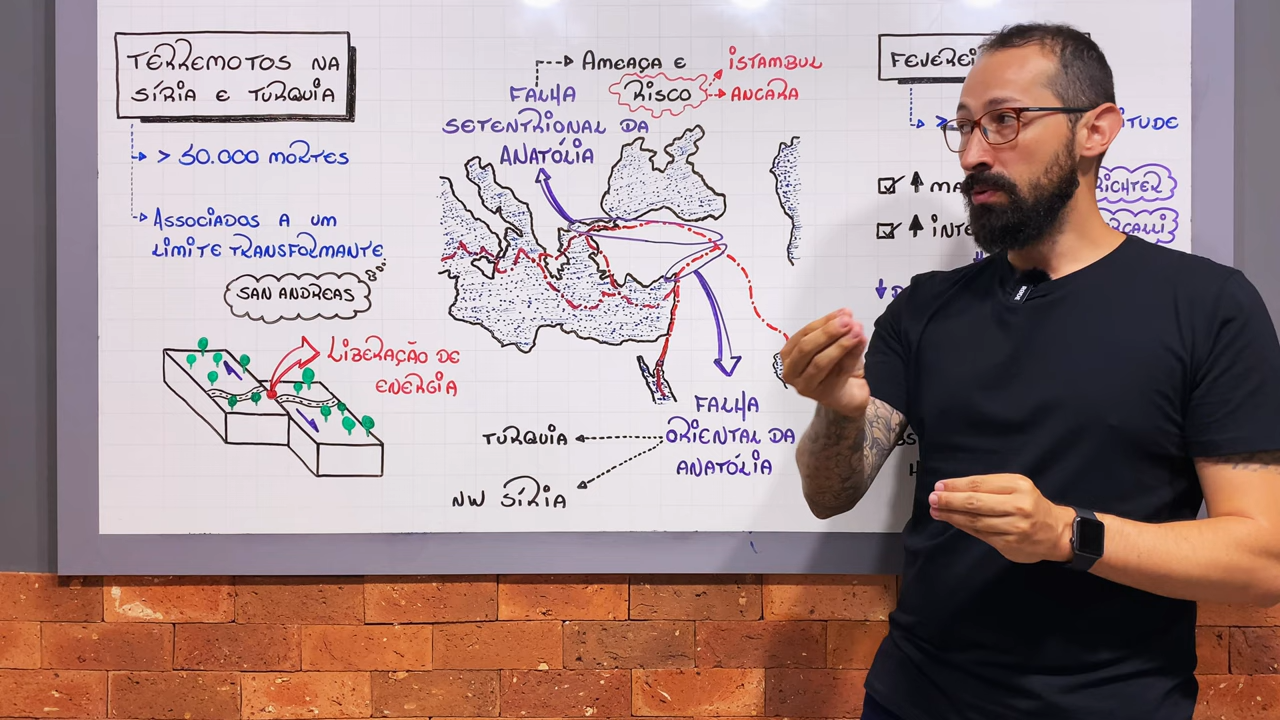 TERREMOTOS NA
SÍRIA E TURQUIA
> 50.000 MORTES
ASSOCIADOS A UM
LIMITE TRANSFORMANTE
SAN ANDREAS
LIBERAÇÃO DE
ENERGIA
AMEAÇA E
RISCO
ISTAMBUL
ANCARA
FALHA
SETENTRIONAL DA
ANATÓLIA
FALHA
ORIENTAL DA
ANATÓLIA
TURQUIA
NW SÍRIA
RICHTER